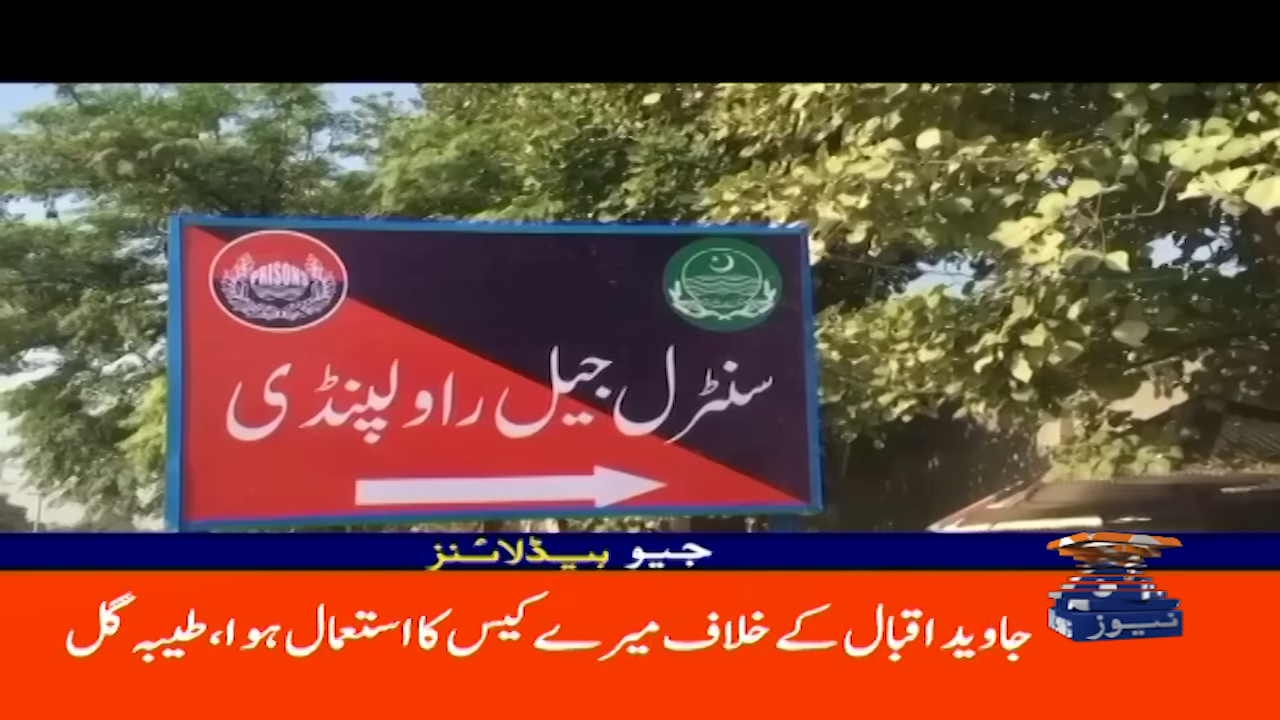 PRISONS
سنٹرل جیل راولپنڈی
جیو ہیڈلائنز
نیوز
جاوید اقبال کے خلاف میرے کیس کا استعمال ہوا، طیبہ گل